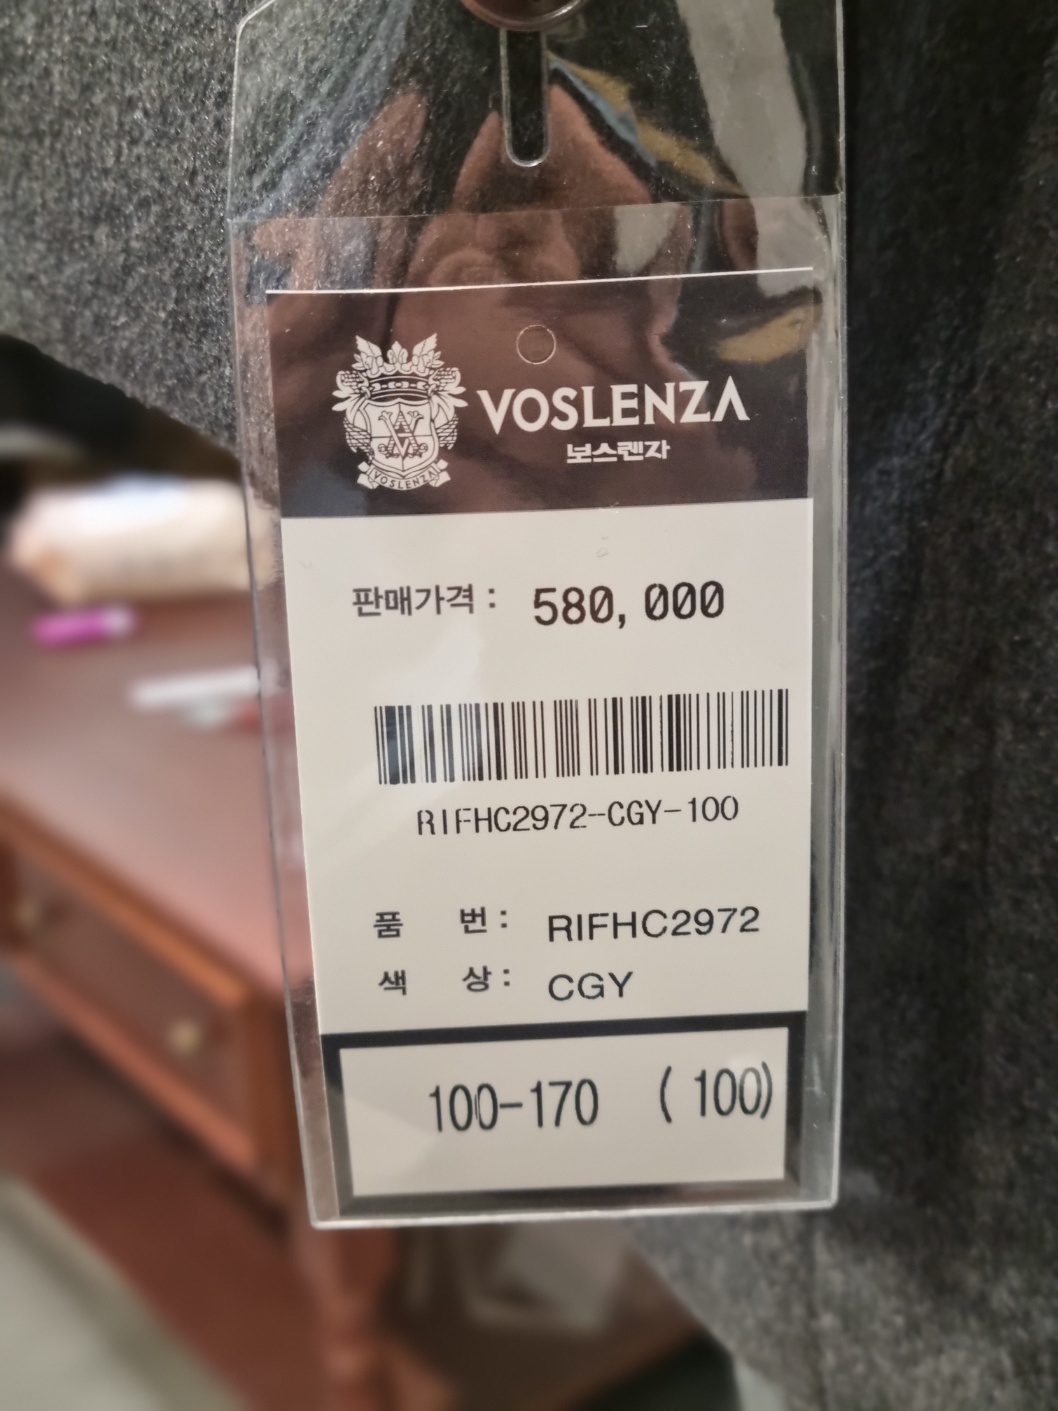 VOSLENZA
보스렌자
VOSLENZA
판매가격 : 580,000
RIFHC2972-CGY-100
품 번 : RIFHC2972
색 상 : CGY
100-170 ( 100)